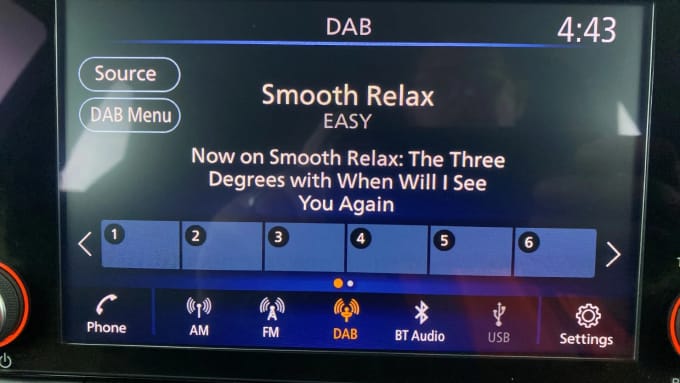 DAB
4:43
Source
DAB Menu
Smooth Relax
EASY
Now on Smooth Relax: The Three
Degrees with When Will I See
You Again
1 2 3 4 5 6
Phone AM FM DAB BT Audio USB Settings